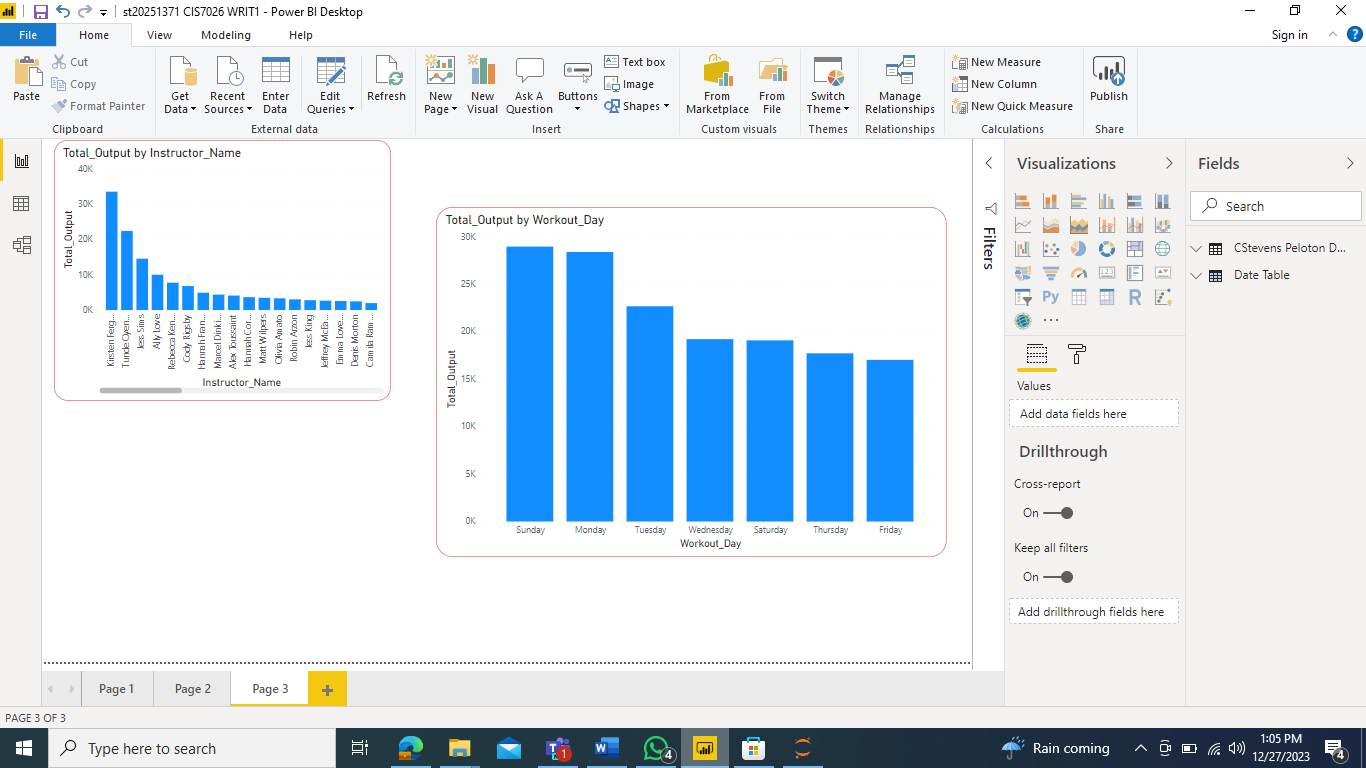 st20251371 CIS7026 WRIT1 - Power BI Desktop
File
Home
View
Modeling
Help
Sign in
Paste
Cut
Copy
Format Painter
Clipboard
Get Data
Recent Sources
Enter Data
Edit Queries
Refresh
External data
New Page
New Visual
Ask A Question
Buttons
Text box
Image
Shapes
Insert
From Marketplace
From File
Custom visuals
Switch Theme
Themes
Manage Relationships
Relationships
New Measure
New Column
New Quick Measure
Calculations
Publish
Share
Total_Output by Instructor_Name
40K
30K
20K
10K
0K
Total_Output
Kirsten Ferg...
Tunde Oyen...
Jess Sims
Ally Love
Rebecca Ken...
Cody Rigsby
Hannah Fran...
Marcel Dinki...
Alex Toussaint
Hannah Cor...
Matt Wilpers
Olivia Amato
Robin Arzon
Jess King
Jeffrey McEa...
Emma Love...
Denis Morton
Camila Ram...
Instructor_Name
Total_Output by Workout_Day
30K
25K
20K
15K
10K
5K
0K
Total_Output
Sunday
Monday
Tuesday
Wednesday
Saturday
Thursday
Friday
Workout_Day
Filters
Visualizations
Py
R
Values
Add data fields here
Drillthrough
Cross-report
On
Keep all filters
On
Add drillthrough fields here
Fields
Search
CStevens Peloton D...
Date Table
Page 1
Page 2
Page 3
PAGE 3 OF 3
Type here to search
1
4
Rain coming
1:05 PM
12/27/2023
4